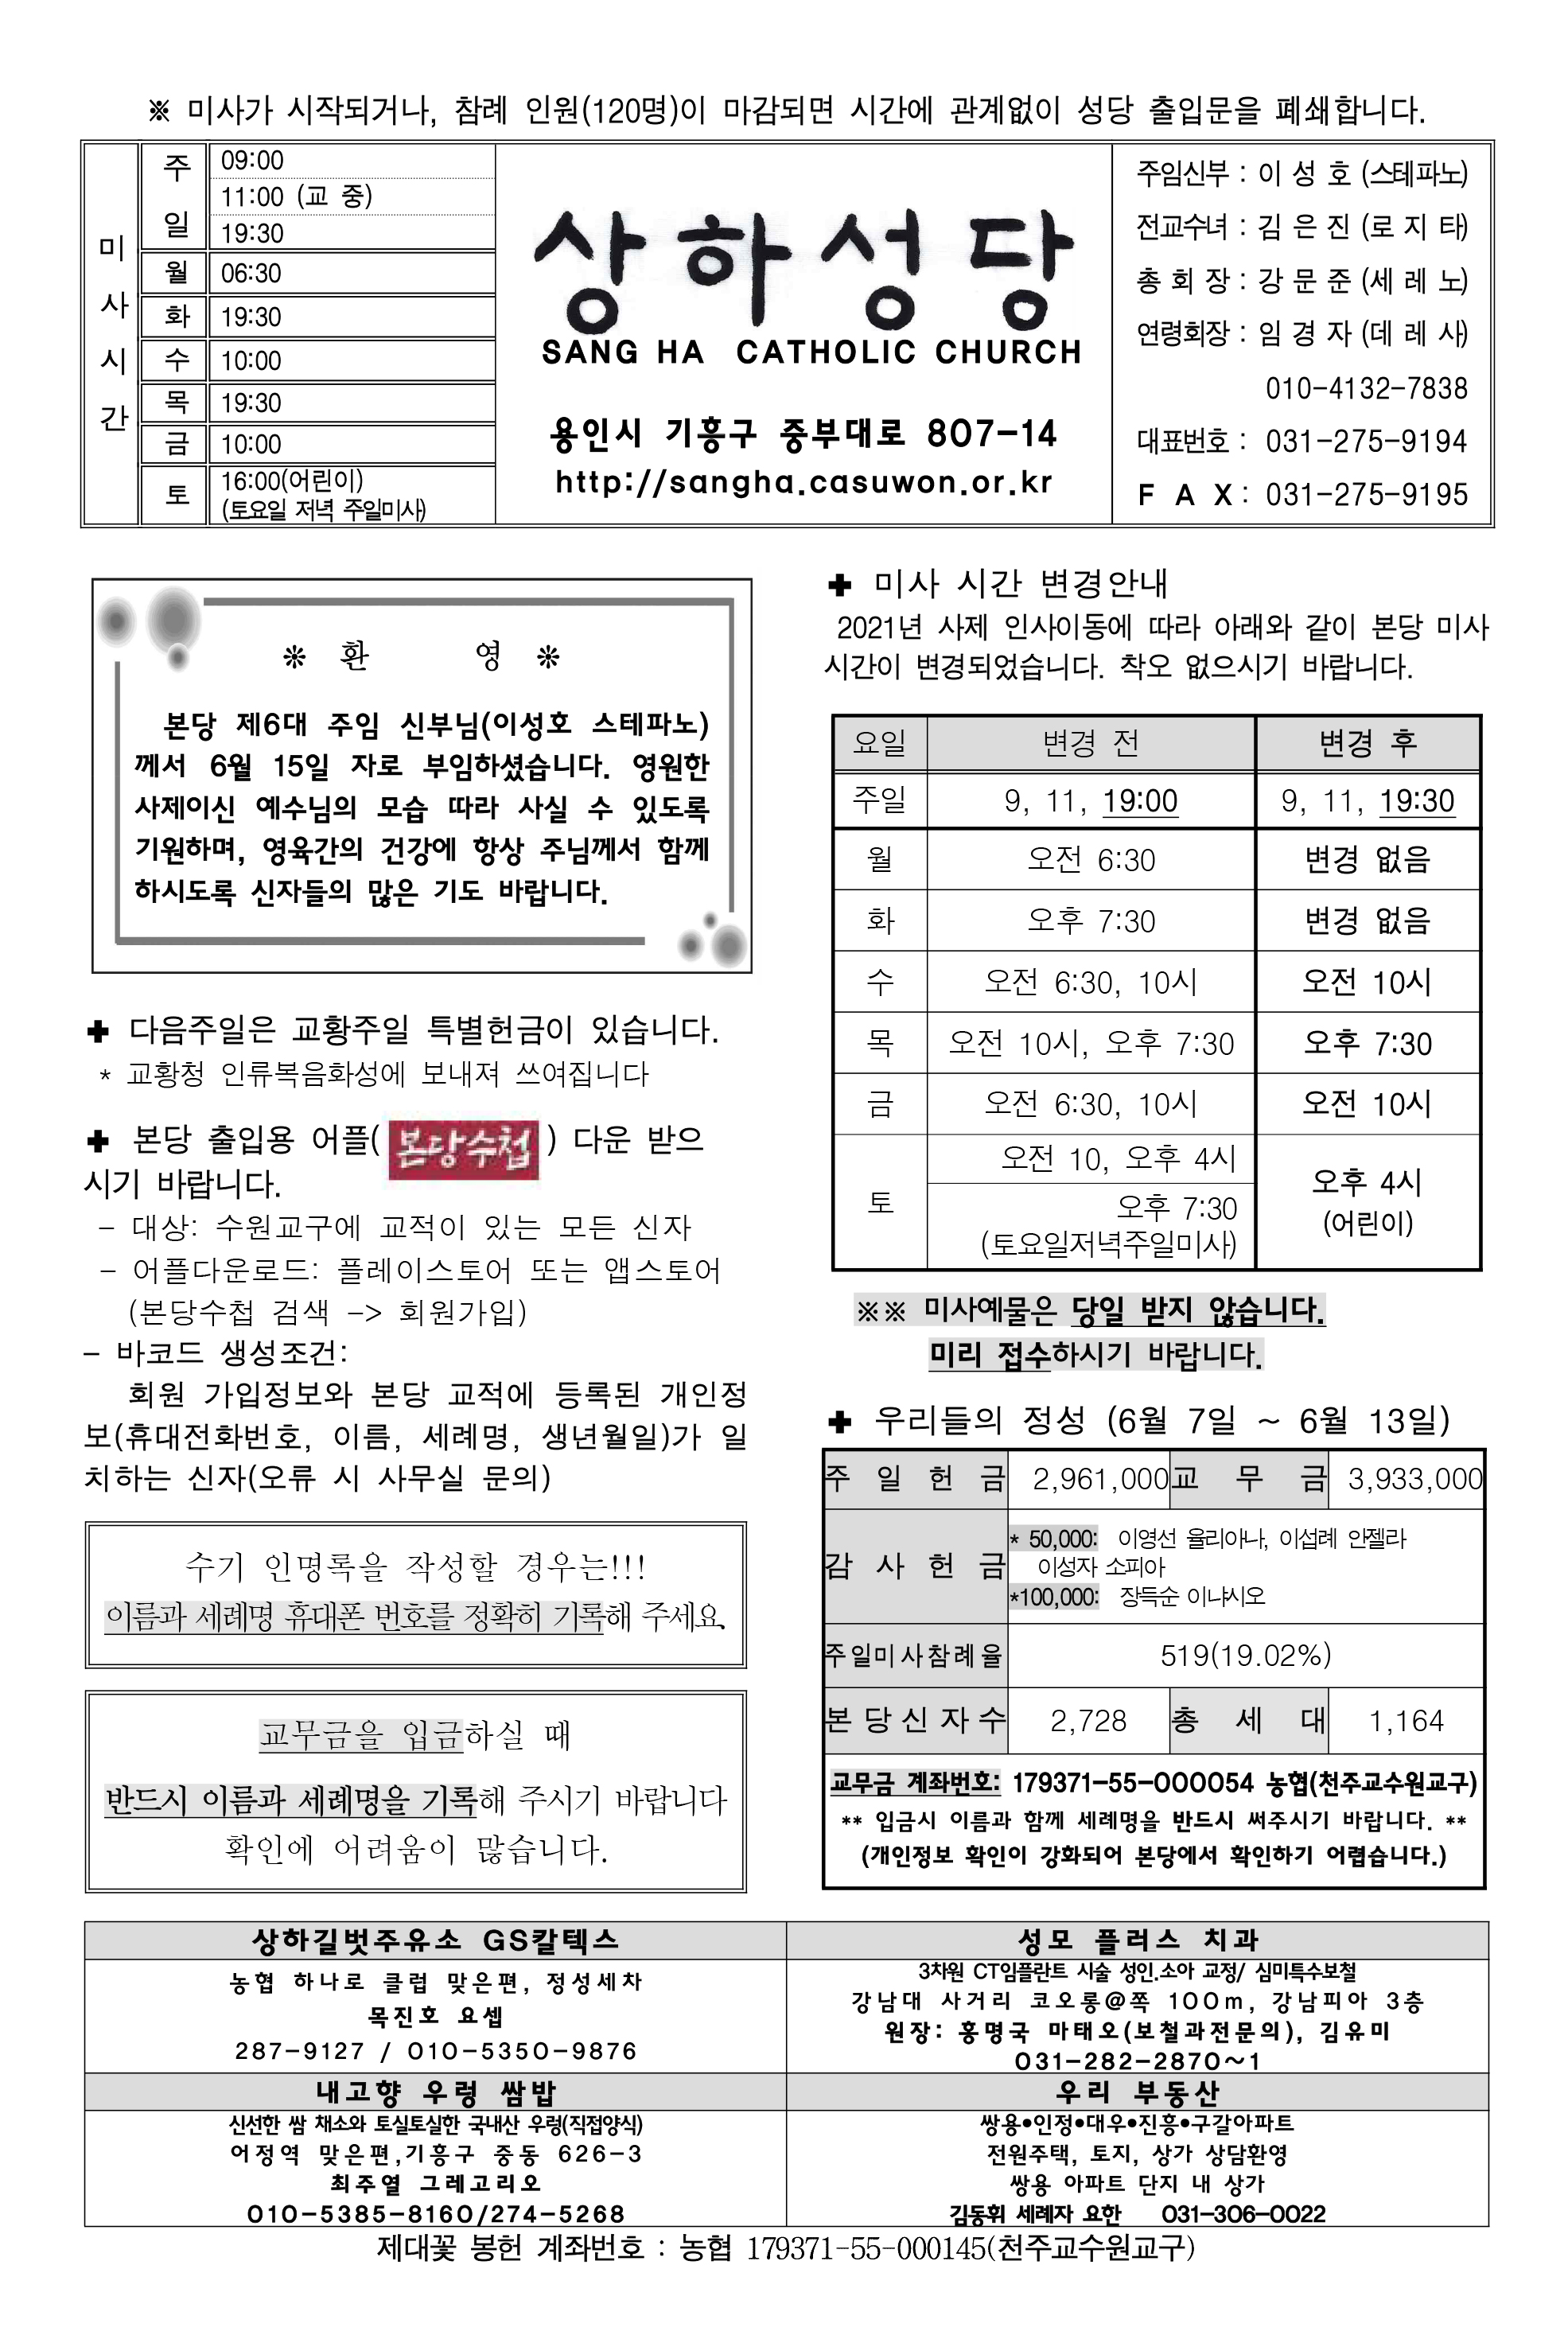 ※ 미사가 시작되거나, 참례 인원(120명)이 마감되면 시간에 관계없이 성당 출입문을 폐쇄합니다.
미사시간
주일
09:00
11:00 (교 중)
19:30
월 06:30
화 19:30
수 10:00
목 19:30
금 10:00
토 16:00(어린이)
(토요일 저녁 주일미사)
상하성당
SANG HA CATHOLIC CHURCH
용인시 기흥구 중부대로 807-14
http://sangha.casuwon.or.kr
주임신부 : 이 성 호 (스테파노)
전교수녀 : 김 은 진 (로 지 타)
총 회 장 : 강 문 준 (세 레 노)
연령회장 : 임 경 자 (데 레 사)
010-4132-7838
대표번호 : 031-275-9194
F A X : 031-275-9195
❊ 환 영 ❊
본당 제6대 주임 신부님(이성호 스테파노)
께서 6월 15일 자로 부임하셨습니다. 영원한
사제이신 예수님의 모습 따라 사실 수 있도록
기원하며, 영육간의 건강에 항상 주님께서 함께
하시도록 신자들의 많은 기도 바랍니다.
✚ 다음주일은 교황주일 특별헌금이 있습니다.
* 교황청 인류복음화성에 보내져 쓰여집니다
✚ 본당 출입용 어플( 본당수첩 ) 다운 받으
시기 바랍니다.
- 대상: 수원교구에 교적이 있는 모든 신자
- 어플다운로드: 플레이스토어 또는 앱스토어
(본당수첩 검색 -> 회원가입)
- 바코드 생성조건:
회원 가입정보와 본당 교적에 등록된 개인정
보(휴대전화번호, 이름, 세례명, 생년월일)가 일
치하는 신자(오류 시 사무실 문의)
수기 인명록을 작성할 경우는!!!
이름과 세례명 휴대폰 번호를 정확히 기록해 주세요.
교무금을 입금하실 때
반드시 이름과 세례명을 기록해 주시기 바랍니다
확인에 어려움이 많습니다.
✚ 미사 시간 변경안내
2021년 사제 인사이동에 따라 아래와 같이 본당 미사
시간이 변경되었습니다. 착오 없으시기 바랍니다.
요일 변경 전 변경 후
주일 9, 11, 19:00 9, 11, 19:30
월 오전 6:30 변경 없음
화 오후 7:30 변경 없음
수 오전 6:30, 10시 오전 10시
목 오전 10시, 오후 7:30 오후 7:30
금 오전 6:30, 10시 오전 10시
토 오전 10, 오후 4시
오후 7:30
(토요일저녁주일미사)
오후 4시
(어린이)
※※ 미사예물은 당일 받지 않습니다.
미리 접수하시기 바랍니다.
✚ 우리들의 정성 (6월 7일 ~ 6월 13일)
주 일 헌 금 2,961,000 교 무 금 3,933,000
감 사 헌 금
* 50,000: 이영선 율리아나, 이섭례 안젤라
이성자 소피아
*100,000: 장득순 이냐시오
주일미사참례율 519(19.02%)
본당신자수 2,728 총 세 대 1,164
교무금 계좌번호: 179371-55-000054 농협(천주교수원교구)
** 입금시 이름과 함께 세례명을 반드시 써주시기 바랍니다. **
(개인정보 확인이 강화되어 본당에서 확인하기 어렵습니다.)
상하길벗주유소 GS칼텍스
농협 하나로 클럽 맞은편, 정성세차
목진호 요셉
287-9127 / 010-5350-9876
성모 플러스 치과
3차원 CT임플란트 시술 성인.소아 교정/ 심미특수보철
강남대 사거리 코오롱@쪽 100m, 강남피아 3층
원장: 홍명국 마태오(보철과전문의), 김유미
031-282-2870~1
내고향 우렁 쌈밥
신선한 쌈 채소와 토실토실한 국내산 우렁(직접양식)
어정역 맞은편,기흥구 중동 626-3
최주열 그레고리오
010-5385-8160/274-5268
우리 부동산
쌍용•인정•대우•진흥•구갈아파트
전원주택, 토지, 상가 상담환영
쌍용 아파트 단지 내 상가
김동휘 세례자 요한 031-306-0022
제대꽃 봉헌 계좌번호 : 농협 179371-55-000145(천주교수원교구)